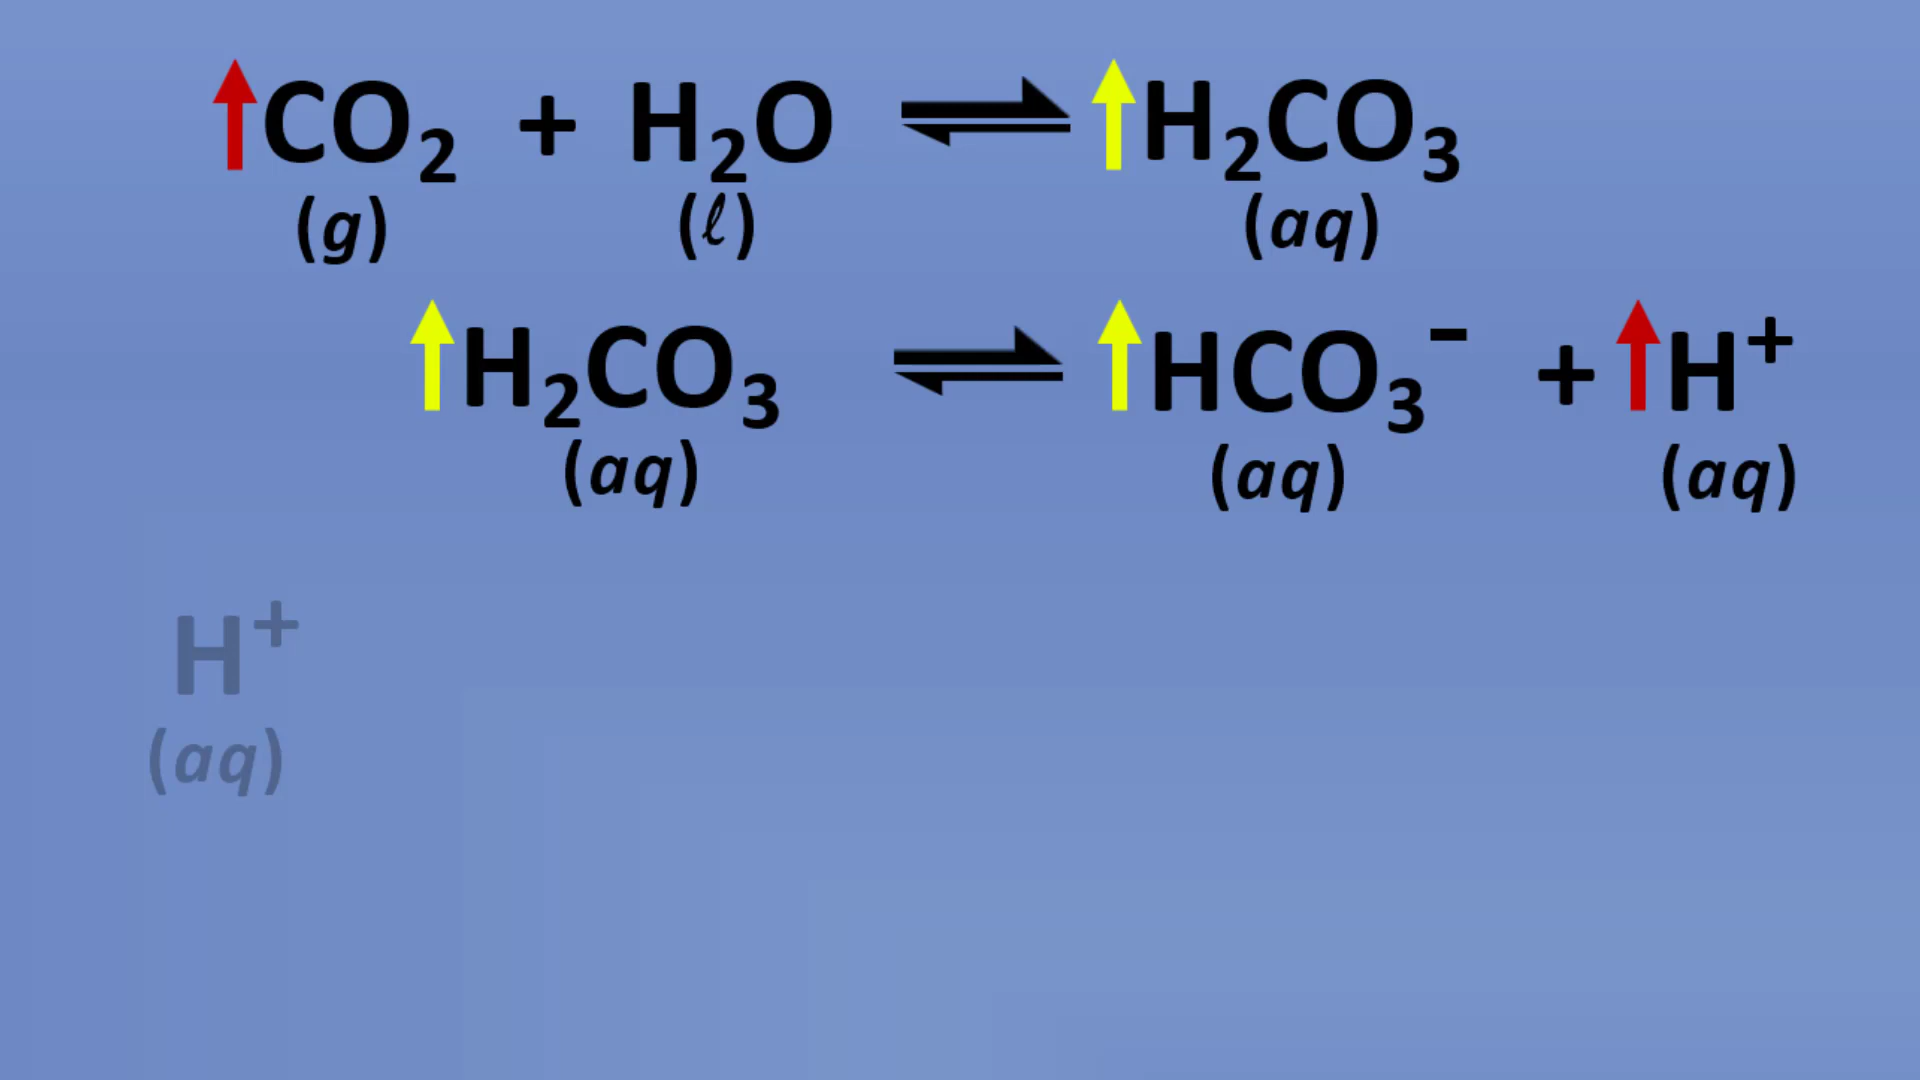 CO₂ + H₂O ⇌ H₂CO₃
(g) (ℓ) (aq)
H₂CO₃ ⇌ HCO₃⁻ + H⁺
(aq) (aq) (aq)
H⁺
(aq)